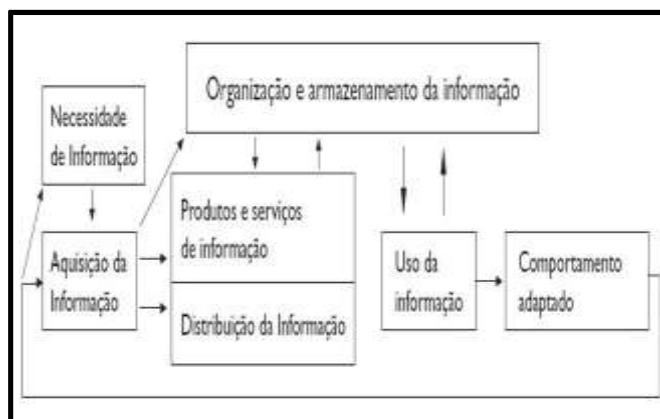 Organização e armazenamento da informação
Necessidade
de Informação
Produtos e serviços
de informação
Aquisição da
Informação
Distribuição da Informação
Uso da
informação
Comportamento
adaptado